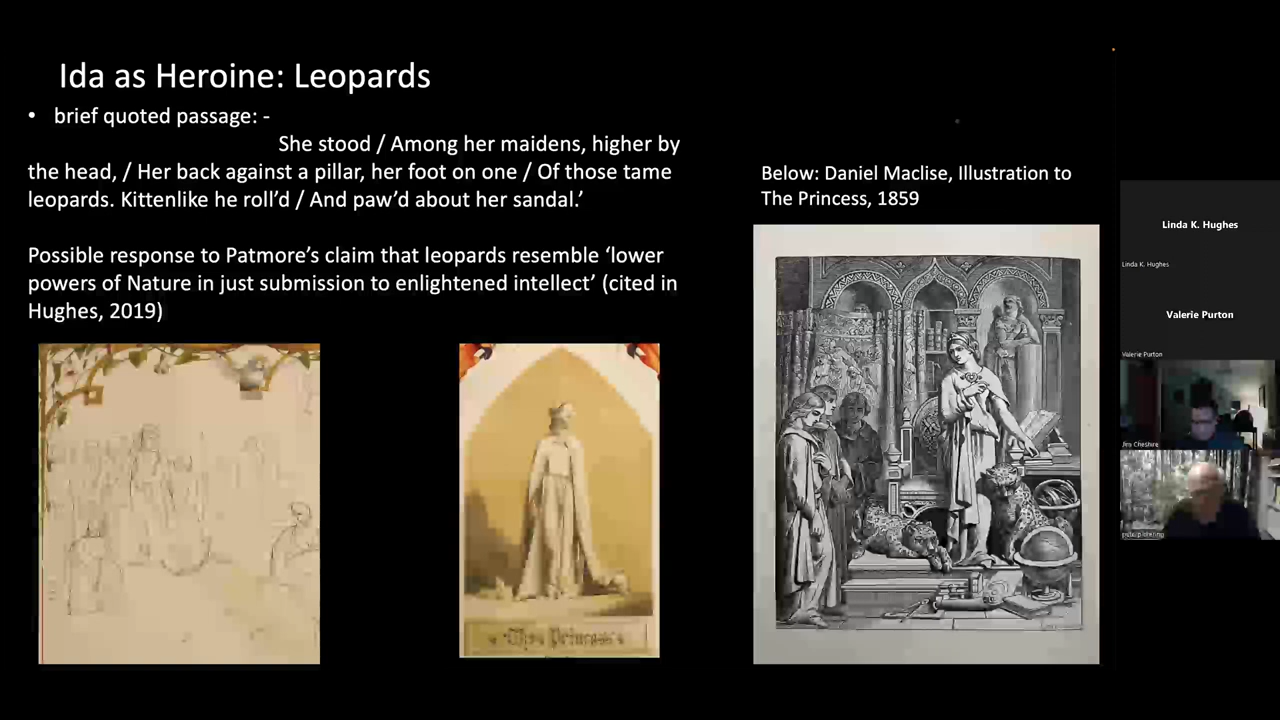 Ida as Heroine: Leopards
• brief quoted passage: -
She stood / Among her maidens, higher by
the head, / Her back against a pillar, her foot on one / Of those tame
leopards. Kittenlike he roll’d / And paw’d about her sandal.’
Possible response to Patmore’s claim that leopards resemble ‘lower
powers of Nature in just submission to enlightened intellect’ (cited in
Hughes, 2019)
Below: Daniel Maclise, Illustration to
The Princess, 1859
Princess
Linda K. Hughes
Linda K. Hughes
Valerie Purton
Valerie Purton
Jim Cheshire